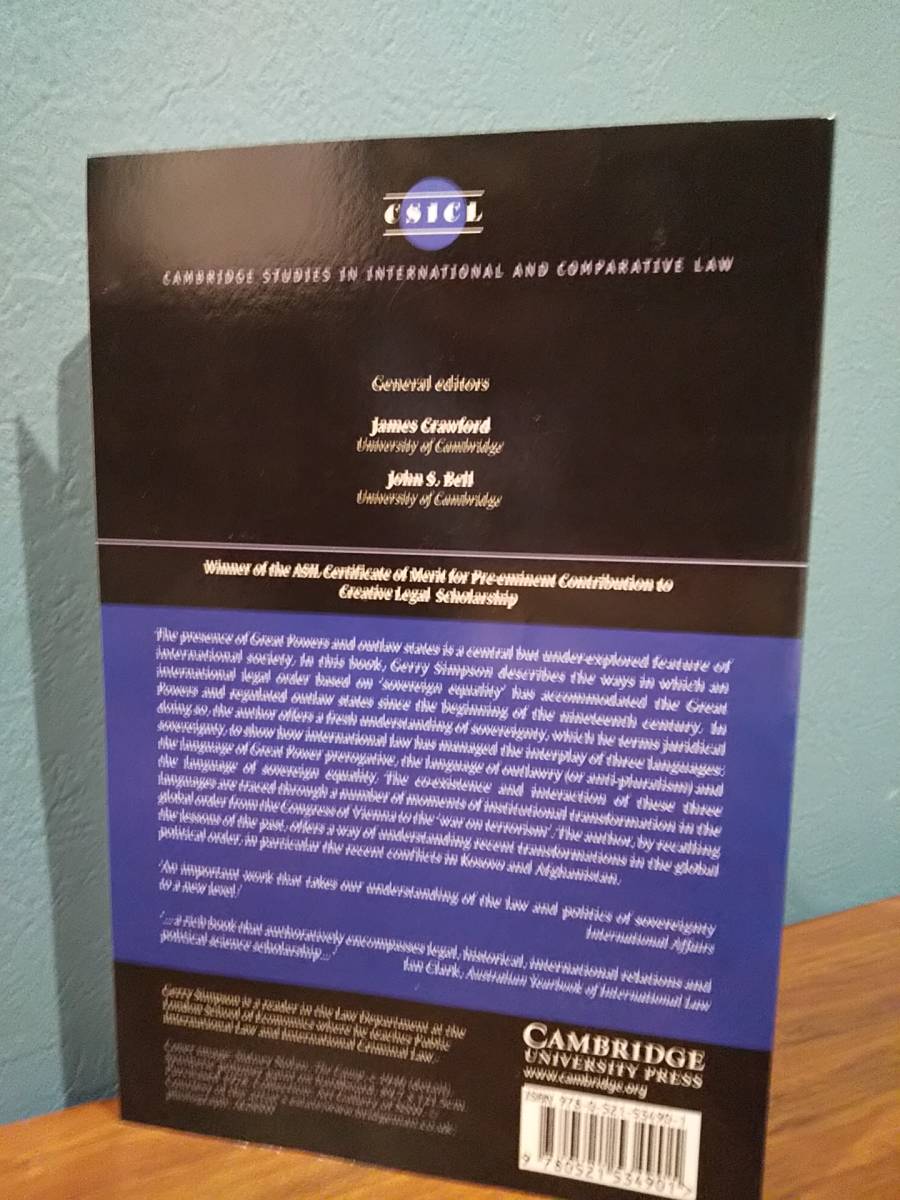 CSICL
CAMBRIDGE STUDIES IN INTERNATIONAL AND COMPARATIVE LAW
General editors
James Crawford
University of Cambridge
John S. Bell
University of Cambridge
Winner of the ASIL Certificate of Merit for Pre-eminent Contribution to
Creative Legal Scholarship
The presence of Great Powers and outlaw states is a central but under-explored feature of
international society. In this book, Gerry Simpson describes the ways in which an
international legal order based on 'sovereign equality' has accommodated the Great
Powers and regulated outlaw states since the beginning of the nineteenth century. In
doing so, the author offers a fresh understanding of sovereignty, which he terms juridical
sovereignty, to show how international law has managed the interplay of three languages:
the language of Great Power prerogative, the language of outlawry (or anti-pluralism) and
the language of sovereign equality. The co-existence and interaction of these three
languages are traced through a number of moments of institutional transformation in the
global order from the Congress of Vienna to the 'war on terrorism'. The author, by recalling
the lessons of the past, offers a way of understanding recent transformations in the global
political order, in particular the recent conflicts in Kosovo and Afghanistan.
'An important work that takes our understanding of the law and politics of sovereignty
to a new level.'
International Affairs
'... a rich book that authoratively encompasses legal, historical, international relations and
political science scholarship...'
Ian Clark, Australian Yearbook of International Law
Gerry Simpson is a reader in the Law Department at the
London School of Economics where he teaches Public
International Law and International Criminal Law.
CAMBRIDGE
UNIVERSITY PRESS
www.cambridge.org
ISBN 978-0-521-53490-1
9 780521 534901